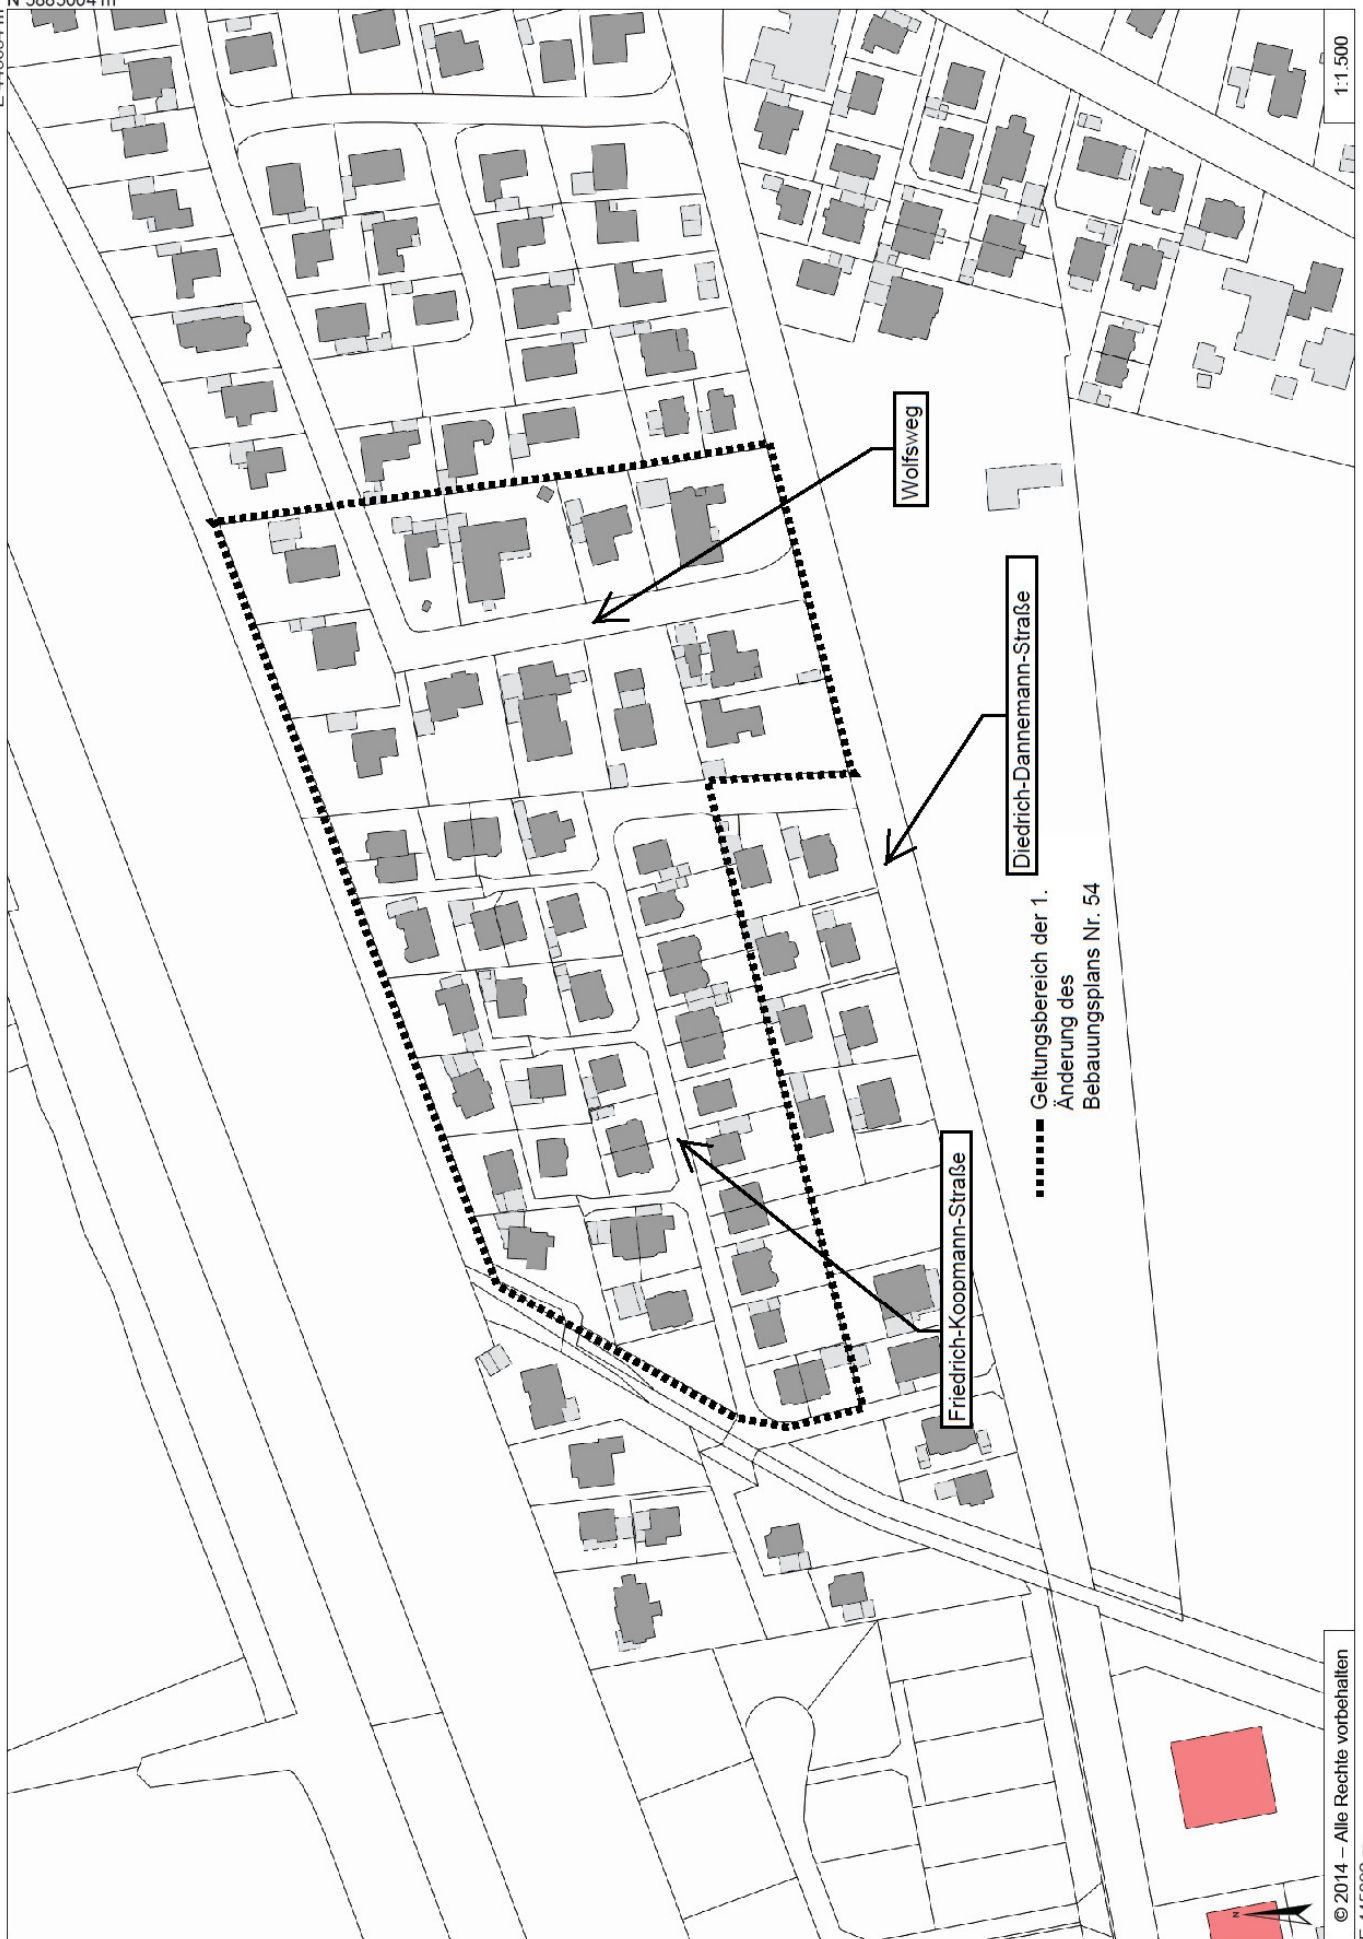 N 5885004 m
1:1.500
Wolfsweg
Diedrich-Dannemann-Straße
Geltungsbereich der 1.
Änderung des
Bebauungsplans Nr. 54
Friedrich-Koopmann-Straße
N
© 2014 – Alle Rechte vorbehalten